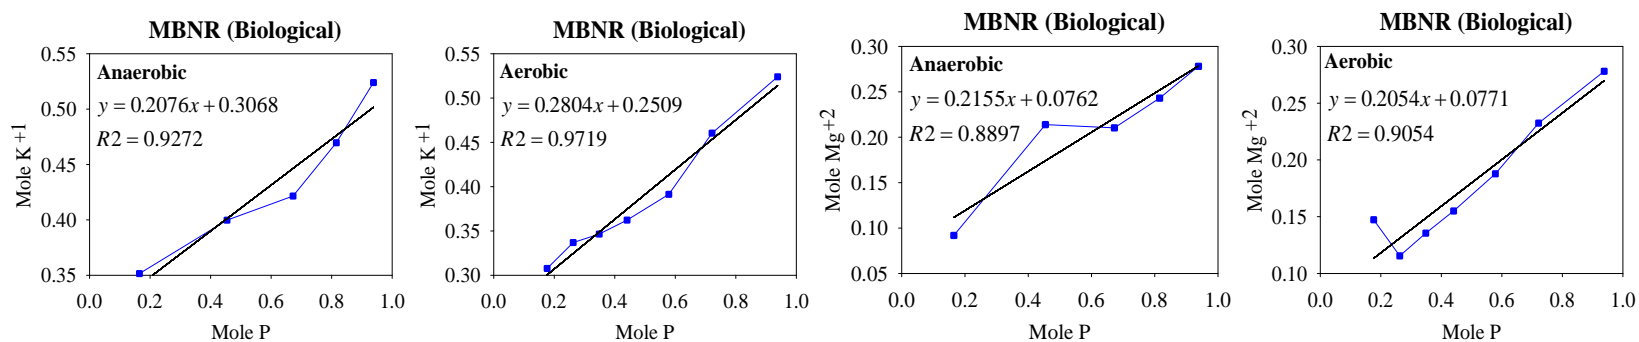 MBNR (Biological)
Anaerobic
y = 0.2076x + 0.3068
R2 = 0.9272
Mole K +1
0.55
0.50
0.45
0.40
0.35
0.0 0.2 0.4 0.6 0.8 1.0
Mole P
MBNR (Biological)
Aerobic
y = 0.2804x + 0.2509
R2 = 0.9719
Mole K +1
0.55
0.50
0.45
0.40
0.35
0.30
0.0 0.2 0.4 0.6 0.8 1.0
Mole P
MBNR (Biological)
Anaerobic
y = 0.2155x + 0.0762
R2 = 0.8897
Mole Mg+2
0.30
0.25
0.20
0.15
0.10
0.05
0.0 0.2 0.4 0.6 0.8 1.0
Mole P
MBNR (Biological)
Aerobic
y = 0.2054x + 0.0771
R2 = 0.9054
Mole Mg +2
0.30
0.25
0.20
0.15
0.10
0.0 0.2 0.4 0.6 0.8 1.0
Mole P